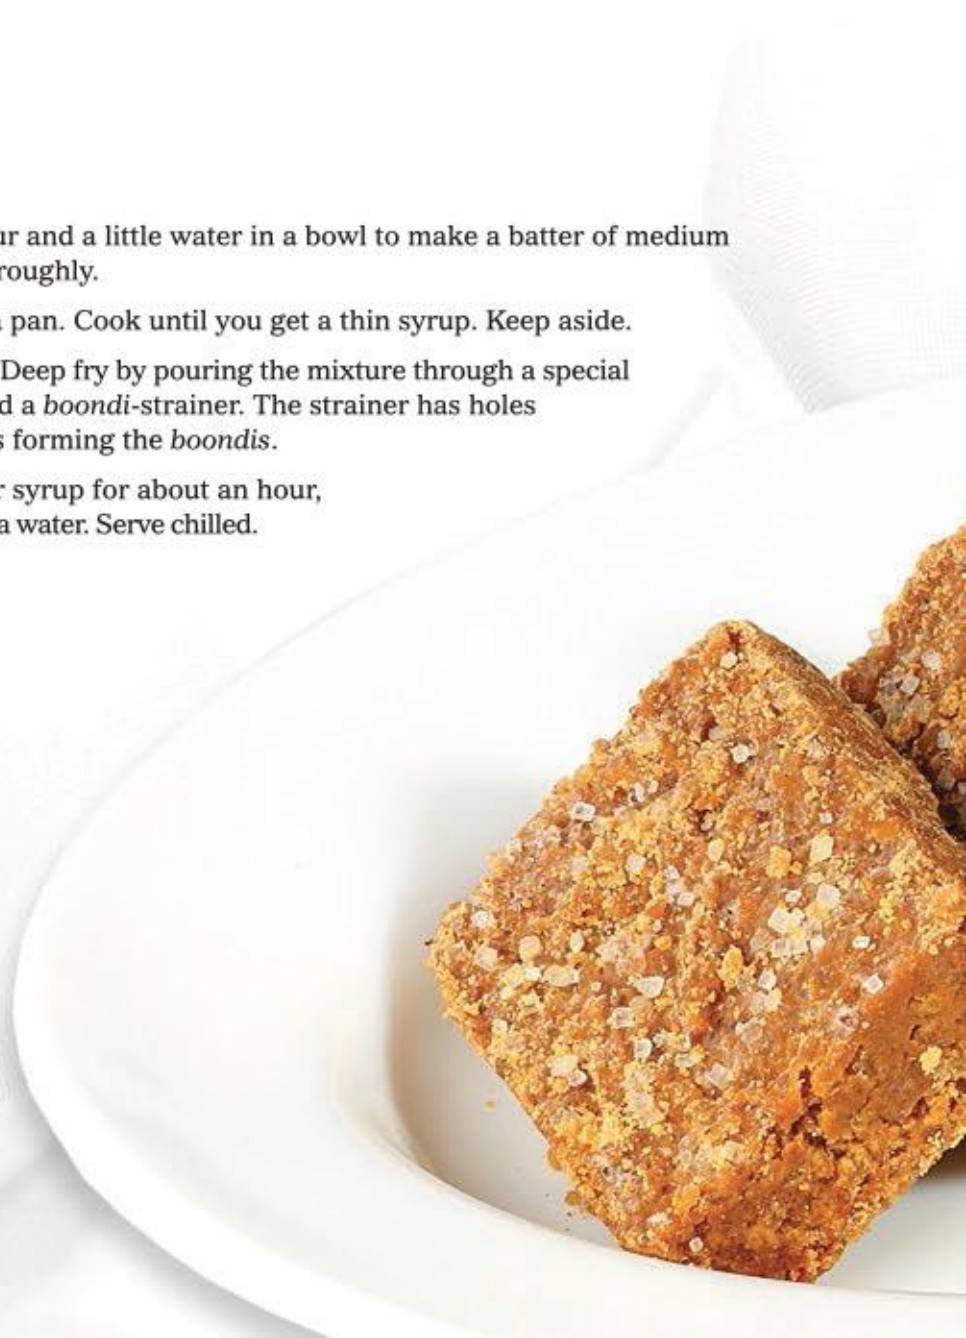 ur and a little water in a bowl to make a batter of medium
roughly.
pan. Cook until you get a thin syrup. Keep aside.
Deep fry by pouring the mixture through a special
d a boondi-strainer. The strainer has holes
s forming the boondis.
r syrup for about an hour,
a water. Serve chilled.